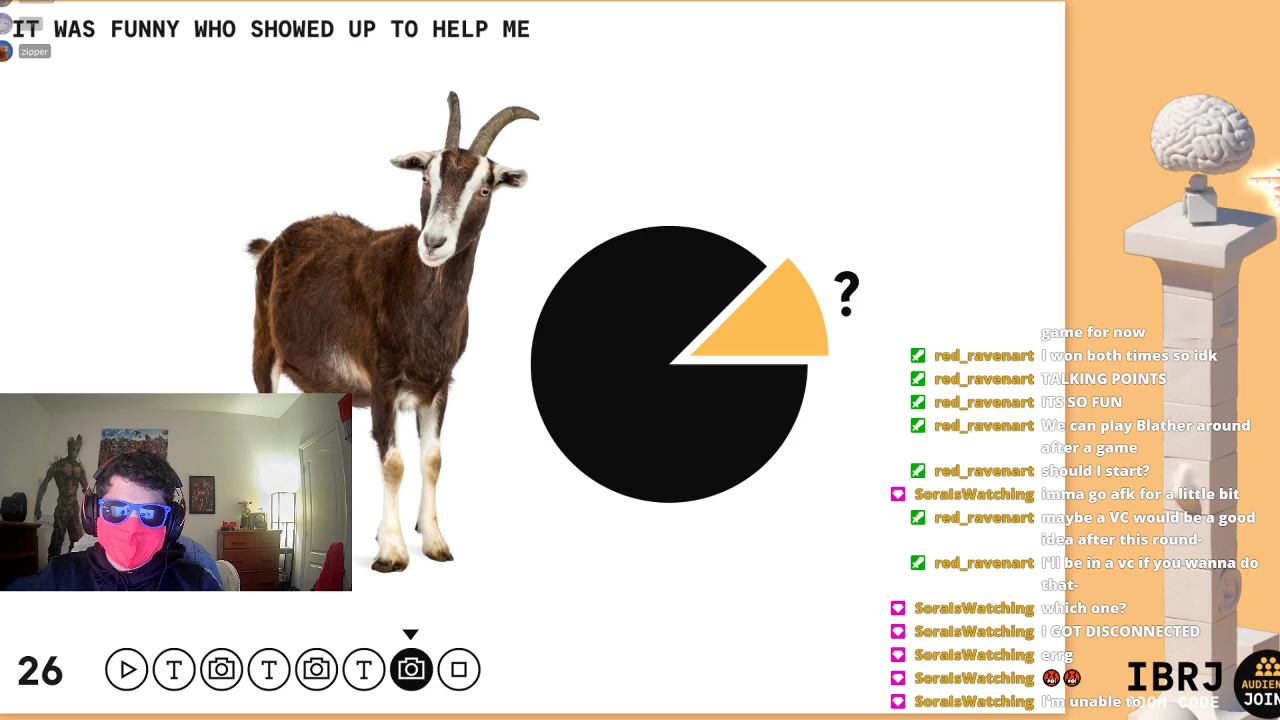 IT WAS FUNNY WHO SHOWED UP TO HELP ME
zipper
?
game for now
red_ravenart I won both times so idk
red_ravenart TALKING POINTS
red_ravenart ITS SO FUN
red_ravenart We can play Blather around
after a game
red_ravenart should I start?
SoraIsWatching imma go afk for a little bit
red_ravenart maybe a VC would be a good
idea after this round-
red_ravenart I'll be in a vc if you wanna do
that-
SoraIsWatching which one?
SoraIsWatching I GOT DISCONNECTED
SoraIsWatching errg
SoraIsWatching
SoraIsWatching I'm unable to
26
T
T
T
IBRJ
ROOM CODE
AUDIEN
JOIN